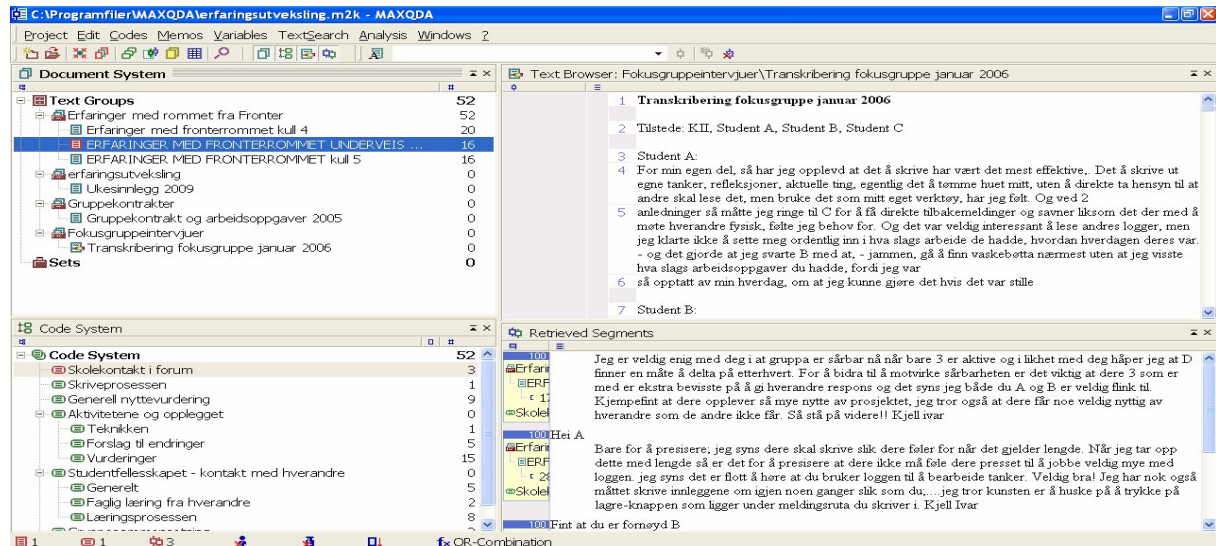 C:\Programfiler\MAXQDA\erfaringsutveksling.m2k - MAXQDA
Project Edit Codes Memos Variables TextSearch Analysis Windows ?
Document System
Text Groups 52
Erfaringer med rommet fra Fronter 52
Erfaringer med fronterrommet kull 4 20
ERFARINGER MED FRONTERROMMET UNDERVEIS ... 16
ERFARINGER MED FRONTERROMMET kull 5 16
erfaringsutveksling 0
Ukesinnlegg 2009 0
Gruppekontrakter 0
Gruppekontrakt og arbeidsoppgaver 2005 0
Fokusgruppeintervjuer 0
Transkribering fokusgruppe januar 2006 0
Sets 0
Text Browser: Fokusgruppeintervjuer\Transkribering fokusgruppe januar 2006
1 Transkribering fokusgruppe januar 2006
2 Tilstede: KII, Student A, Student B, Student C
3 Student A:
4 For min egen del, så har jeg opplevd at det å skrive har vært det mest effektive,. Det å skrive ut
egne tanker, refleksjoner, aktuelle ting, egentlig det å tømme huet mitt, uten å direkte ta hensyn til at
andre skal lese det, men bruke det som mitt eget verktøy, har jeg følt. Og ved 2
5 anledninger så måtte jeg ringe til C for å få direkte tilbakemeldinger og savner liksom det der med å
møte hverandre fysisk, følte jeg behov for. Og det var veldig interessant å lese andres logger, men
jeg klarte ikke å sette meg ordentlig inn i hva slags arbeide de hadde, hvordan hverdagen deres var.
- og det gjorde at jeg svarte B med at, - jammen, gå å finn vaskebøtta nærmest uten at jeg visste
hva slags arbeidsoppgaver du hadde, fordi jeg var
6 så opptatt av min hverdag, om at jeg kunne gjøre det hvis det var stille
7 Student B:
Code System
Code System 52
Skolekontakt i forum 3
Skriveprosessen 1
Generell nyttevurdering 9
Aktivitetene og opplegget 0
Teknikken 1
Forslag til endringer 5
Vurderinger 15
Studentfellesskapet - kontakt med hverandre 0
Generelt 5
Faglig læring fra hverandre 2
Læringsprosessen 8
Retrieved Segments
100
Erfarin
ERF
Skolek
Jeg er veldig enig med deg i at gruppa er sårbar nå når bare 3 er aktive og i likhet med deg håper jeg at D
finner en måte å delta på etterhvert. For å bidra til å motvirke sårbarheten er det viktig at dere 3 som er
med er ekstra bevisste på å gi hverandre respons og det syns jeg både du A og B er veldig flink til.
Kjempefint at dere opplever så mye nytte av prosjektet, jeg tror også at dere får noe veldig nyttig av
hverandre som de andre ikke får. Så stå på videre!! Kjell ivar
100 Hei A
Erfarin
ERF
Skolek
Bare for å presisere; jeg syns dere skal skrive slik dere føler for når det gjelder lengde. Når jeg tar opp
dette med lengde så er det for å presisere at dere ikke må føle dere presset til å jobbe veldig mye med
loggen. jeg syns det er flott å høre at du bruker loggen til å bearbeide tanker. Veldig bra! Jeg har nok også
måttet skrive innleggene om igjen noen ganger slik som du;....jeg tror kunsten er å huske på å trykke på
lagre-knappen som ligger under meldingsruta du skriver i. Kjell Ivar
100 Fint at du er fornøyd B
1 1 3 fx OR-Combination